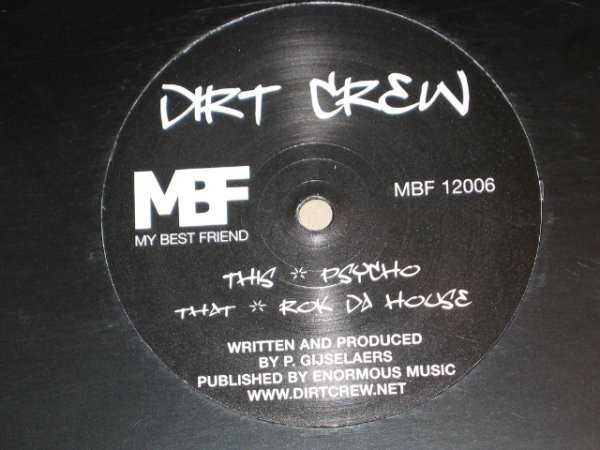 DIRT CREW
MBF
MY BEST FRIEND
MBF 12006
THIS * PSYCHO
THAT * ROK DA HOUSE
WRITTEN AND PRODUCED
BY P. GIJSELAERS
PUBLISHED BY ENORMOUS MUSIC
WWW.DIRTCREW.NET